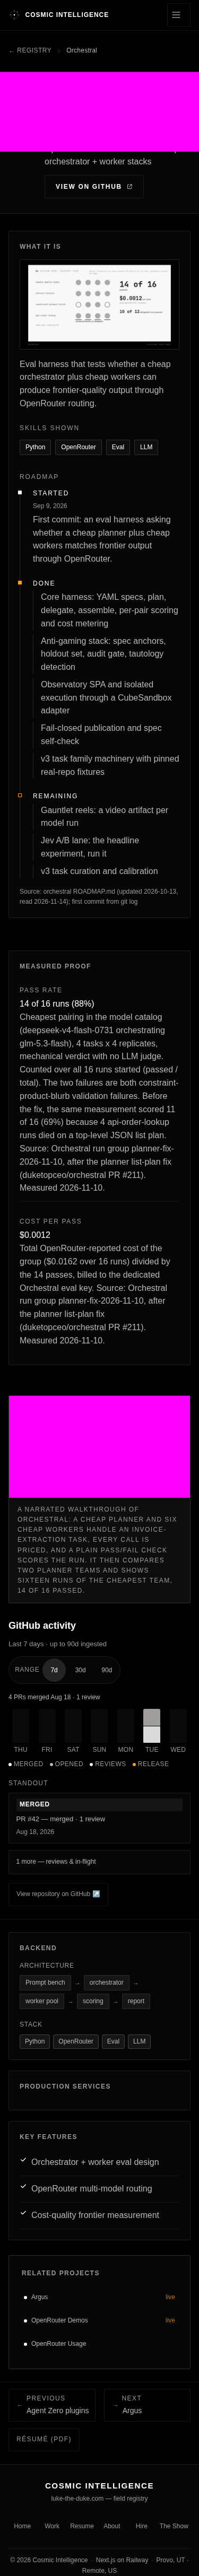 COSMIC INTELLIGENCE
← REGISTRY › Orchestral
orchestrator + worker stacks
VIEW ON GITHUB
WHAT IT IS
14 of 16
$0.0012
Eval harness that tests whether a cheap
orchestrator plus cheap workers can
produce frontier-quality output through
OpenRouter routing.
SKILLS SHOWN
Python OpenRouter Eval LLM
ROADMAP
STARTED
Sep 9, 2026
First commit: an eval harness asking
whether a cheap planner plus cheap
workers matches frontier output
through OpenRouter.
DONE
Core harness: YAML specs, plan,
delegate, assemble, per-pair scoring
and cost metering
Anti-gaming stack: spec anchors,
holdout set, audit gate, tautology
detection
Observatory SPA and isolated
execution through a CubeSandbox
adapter
Fail-closed publication and spec
self-check
v3 task family machinery with pinned
real-repo fixtures
REMAINING
Gauntlet reels: a video artifact per
model run
Jev A/B lane: the headline
experiment, run it
v3 task curation and calibration
Source: orchestral ROADMAP.md (updated 2026-10-13,
read 2026-11-14); first commit from git log
MEASURED PROOF
PASS RATE
14 of 16 runs (88%)
Cheapest pairing in the model catalog
(deepseek-v4-flash-0731 orchestrating
glm-5.3-flash), 4 tasks x 4 replicates,
mechanical verdict with no LLM judge.
Counted over all 16 runs started (passed /
total). The two failures are both constraint-
product-blurb validation failures. Before
the fix, the same measurement scored 11
of 16 (69%) because 4 api-order-lookup
runs died on a top-level JSON list plan.
Source: Orchestral run group planner-fix-
2026-11-10, after the planner list-plan fix
(duketopceo/orchestral PR #211).
Measured 2026-11-10.
COST PER PASS
$0.0012
Total OpenRouter-reported cost of the
group ($0.0162 over 16 runs) divided by
the 14 passes, billed to the dedicated
Orchestral eval key. Source: Orchestral
run group planner-fix-2026-11-10, after
the planner list-plan fix
(duketopceo/orchestral PR #211).
Measured 2026-11-10.
A NARRATED WALKTHROUGH OF
ORCHESTRAL: A CHEAP PLANNER AND SIX
CHEAP WORKERS HANDLE AN INVOICE-
EXTRACTION TASK, EVERY CALL IS
PRICED, AND A PLAIN PASS/FAIL CHECK
SCORES THE RUN. IT THEN COMPARES
TWO PLANNER TEAMS AND SHOWS
SIXTEEN RUNS OF THE CHEAPEST TEAM,
14 OF 16 PASSED.
GitHub activity
Last 7 days · up to 90d ingested
RANGE 7d 30d 90d
4 PRs merged Aug 18 · 1 review
THU FRI SAT SUN MON TUE WED
MERGED OPENED REVIEWS RELEASE
STANDOUT
MERGED
PR #42 — merged · 1 review
Aug 18, 2026
1 more — reviews & in-flight
View repository on GitHub ↗
BACKEND
ARCHITECTURE
Prompt bench → orchestrator →
worker pool → scoring → report
STACK
Python OpenRouter Eval LLM
PRODUCTION SERVICES
KEY FEATURES
Orchestrator + worker eval design
OpenRouter multi-model routing
Cost-quality frontier measurement
RELATED PROJECTS
Argus live
OpenRouter Demos live
OpenRouter Usage
← PREVIOUS
Agent Zero plugins
→ NEXT
Argus
RÉSUMÉ (PDF)
COSMIC INTELLIGENCE
luke-the-duke.com — field registry
Home Work Resume About Hire The Show
© 2026 Cosmic Intelligence · Next.js on Railway · Provo, UT ·
Remote, US